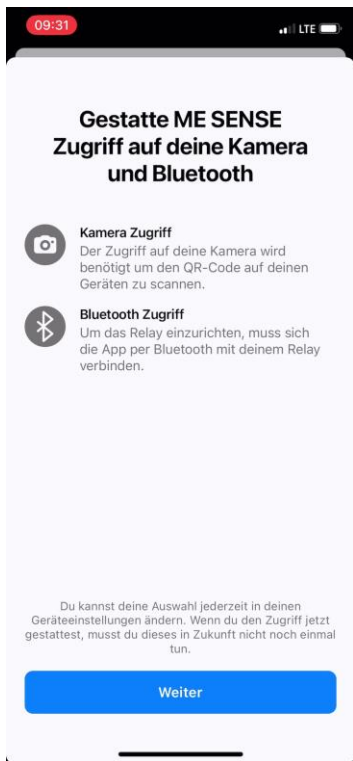 09:31
LTE
Gestatte ME SENSE
Zugriff auf deine Kamera
und Bluetooth
Kamera Zugriff
Der Zugriff auf deine Kamera wird
benötigt um den QR-Code auf deinen
Geräten zu scannen.
Bluetooth Zugriff
Um das Relay einzurichten, muss sich
die App per Bluetooth mit deinem Relay
verbinden.
Du kannst deine Auswahl jederzeit in deinen
Geräteeinstellungen ändern. Wenn du den Zugriff jetzt
gestattest, musst du dieses in Zukunft nicht noch einmal
tun.
Weiter